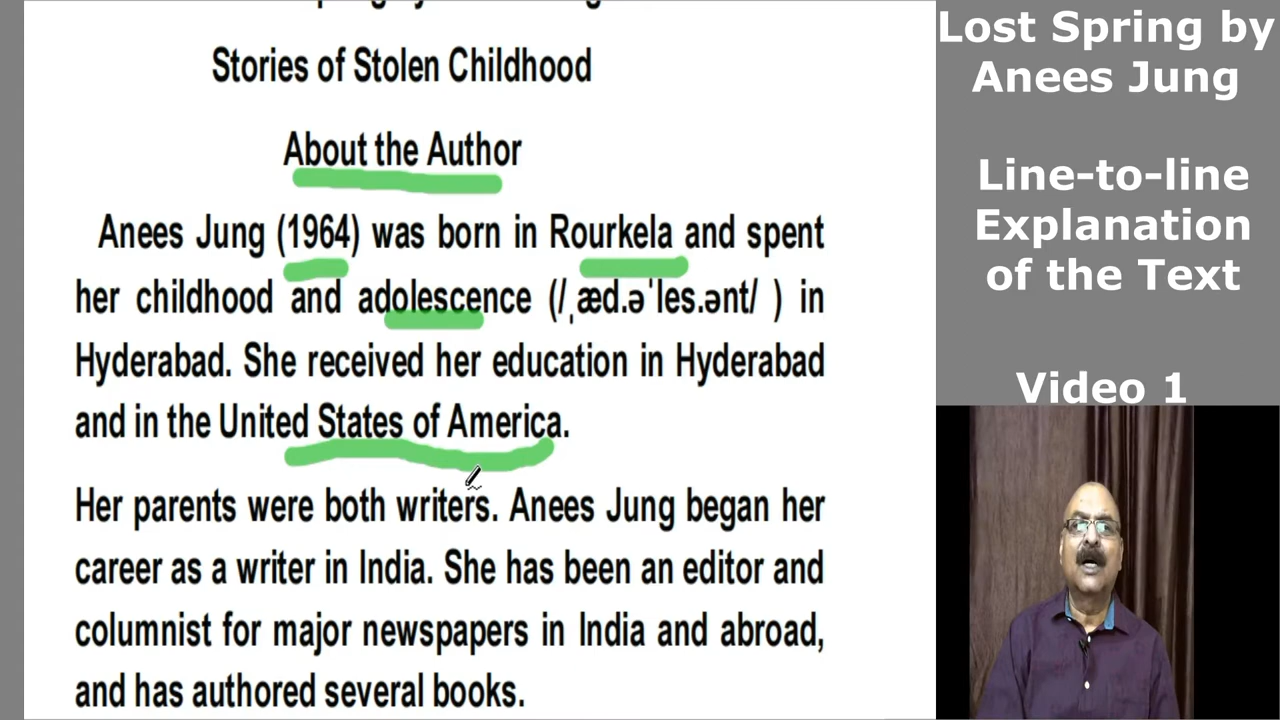 Stories of Stolen Childhood
About the Author
Anees Jung (1964) was born in Rourkela and spent
her childhood and adolescence (/ˌæd.əˈles.ənt/ ) in
Hyderabad. She received her education in Hyderabad
and in the United States of America.
Her parents were both writers. Anees Jung began her
career as a writer in India. She has been an editor and
columnist for major newspapers in India and abroad,
and has authored several books.
Lost Spring by
Anees Jung
Line-to-line
Explanation
of the Text
Video 1